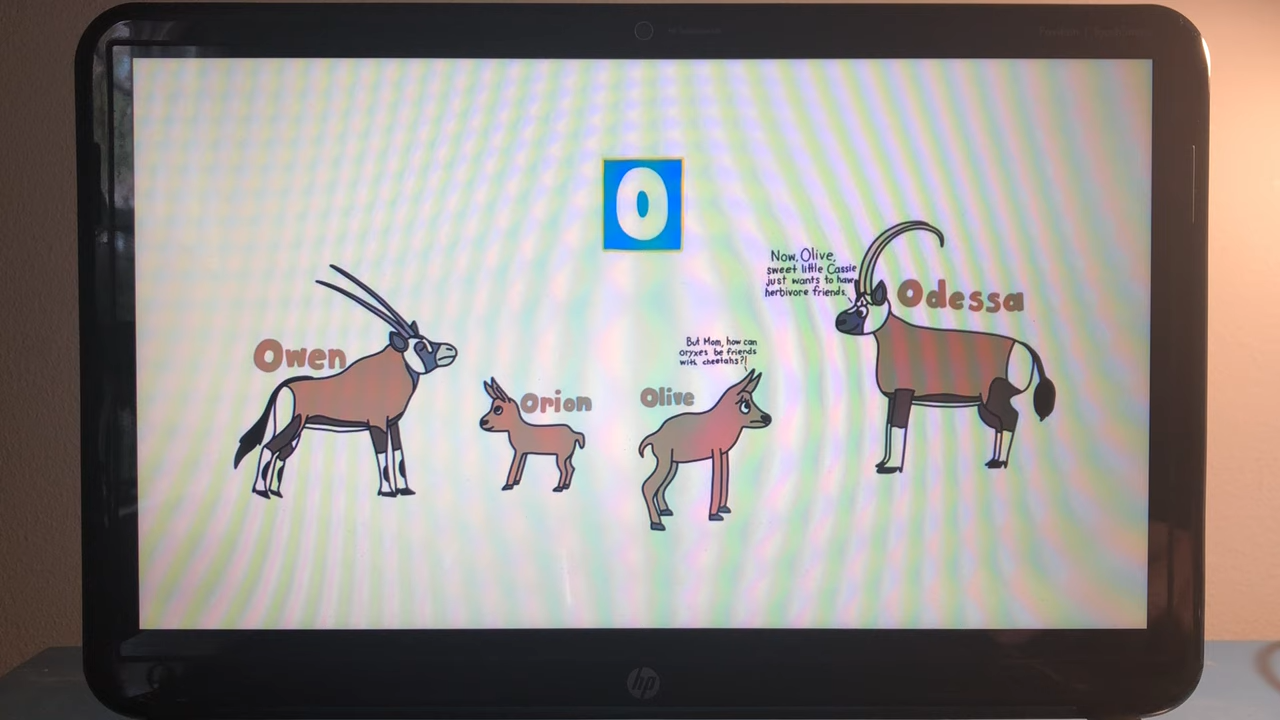 O
Now, Olive,
sweet little Cassie
just wants to have
herbivore friends.
Odessa
But Mom, how can
oryxes be friends
with cheetahs?!
Owen
Orion
Olive
hp